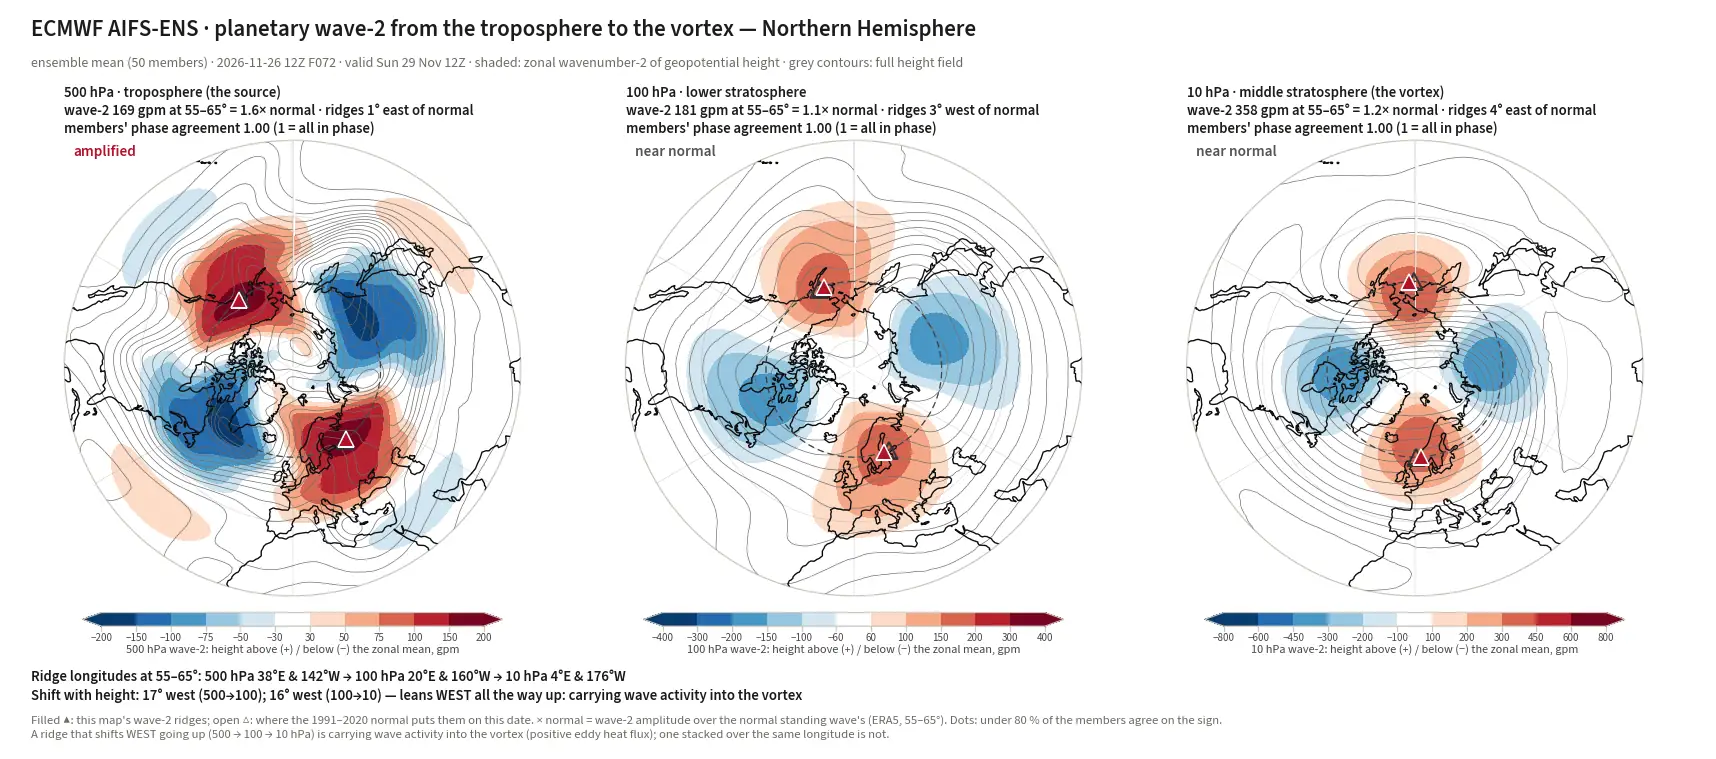 ECMWF AIFS-ENS · planetary wave-2 from the troposphere to the vortex — Northern Hemisphere
ensemble mean (50 members) · 2026-11-26 12Z F072 · valid Sun 29 Nov 12Z · shaded: zonal wavenumber-2 of geopotential height · grey contours: full height field
500 hPa · troposphere (the source)
wave-2 169 gpm at 55–65° = 1.6× normal · ridges 1° east of normal
members' phase agreement 1.00 (1 = all in phase)
amplified
100 hPa · lower stratosphere
wave-2 181 gpm at 55–65° = 1.1× normal · ridges 3° west of normal
members' phase agreement 1.00 (1 = all in phase)
near normal
10 hPa · middle stratosphere (the vortex)
wave-2 358 gpm at 55–65° = 1.2× normal · ridges 4° east of normal
members' phase agreement 1.00 (1 = all in phase)
near normal
−200 −150 −100 −75 −50 −30 30 50 75 100 150 200
500 hPa wave-2: height above (+) / below (−) the zonal mean, gpm
−400 −300 −200 −150 −100 −60 60 100 150 200 300 400
100 hPa wave-2: height above (+) / below (−) the zonal mean, gpm
−800 −600 −450 −300 −200 −100 100 200 300 450 600 800
10 hPa wave-2: height above (+) / below (−) the zonal mean, gpm
Ridge longitudes at 55–65°: 500 hPa 38°E & 142°W → 100 hPa 20°E & 160°W → 10 hPa 4°E & 176°W
Shift with height: 17° west (500→100); 16° west (100→10) — leans WEST all the way up: carrying wave activity into the vortex
Filled ▲: this map's wave-2 ridges; open △: where the 1991–2020 normal puts them on this date. × normal = wave-2 amplitude over the normal standing wave's (ERA5, 55–65°). Dots: under 80 % of the members agree on the sign.
A ridge that shifts WEST going up (500 → 100 → 10 hPa) is carrying wave activity into the vortex (positive eddy heat flux); one stacked over the same longitude is not.